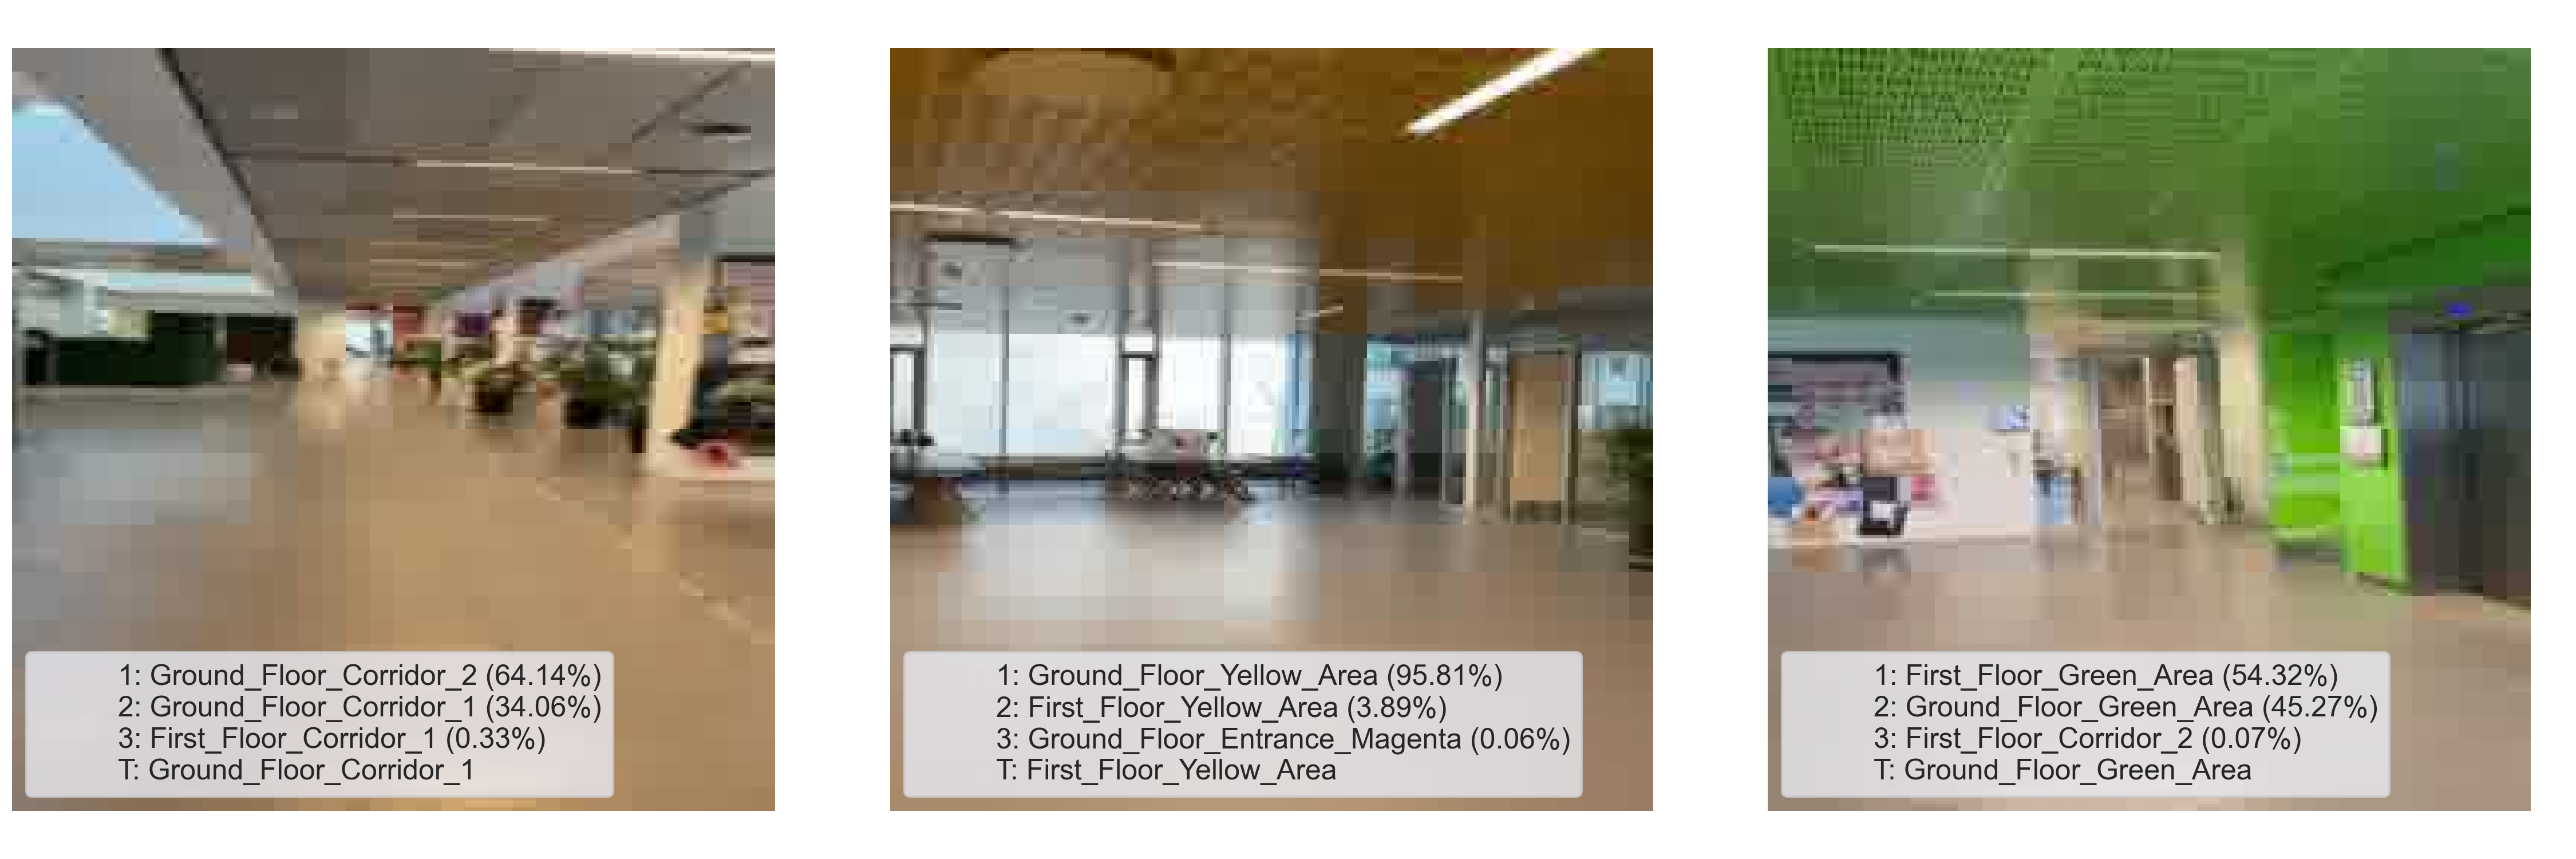 1: Ground_Floor_Corridor_2 (64.14%)
2: Ground_Floor_Corridor_1 (34.06%)
3: First_Floor_Corridor_1 (0.33%)
T: Ground_Floor_Corridor_1
1: Ground_Floor_Yellow_Area (95.81%)
2: First_Floor_Yellow_Area (3.89%)
3: Ground_Floor_Entrance_Magenta (0.06%)
T: First_Floor_Yellow_Area
1: First_Floor_Green_Area (54.32%)
2: Ground_Floor_Green_Area (45.27%)
3: First_Floor_Corridor_2 (0.07%)
T: Ground_Floor_Green_Area